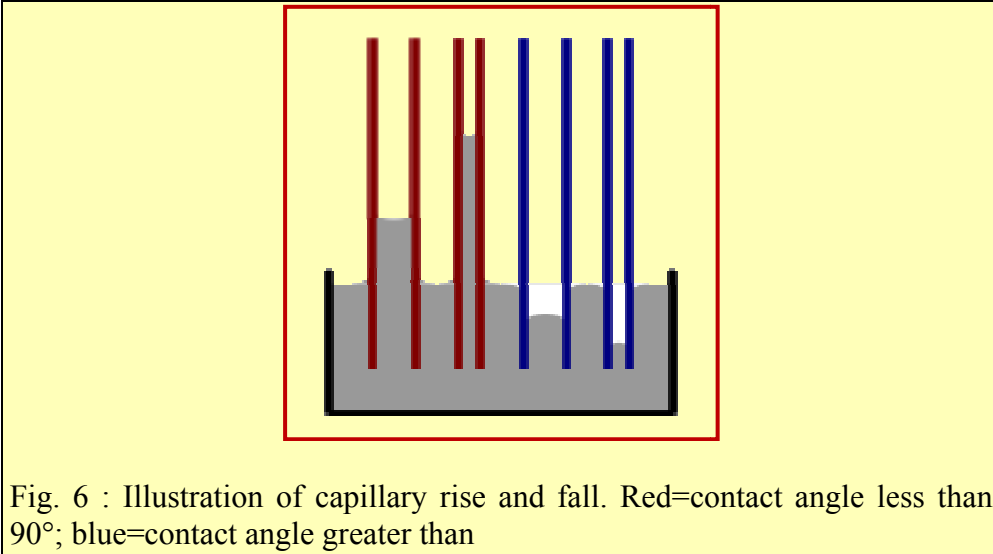 Fig. 6 : Illustration of capillary rise and fall. Red=contact angle less than
90°; blue=contact angle greater than